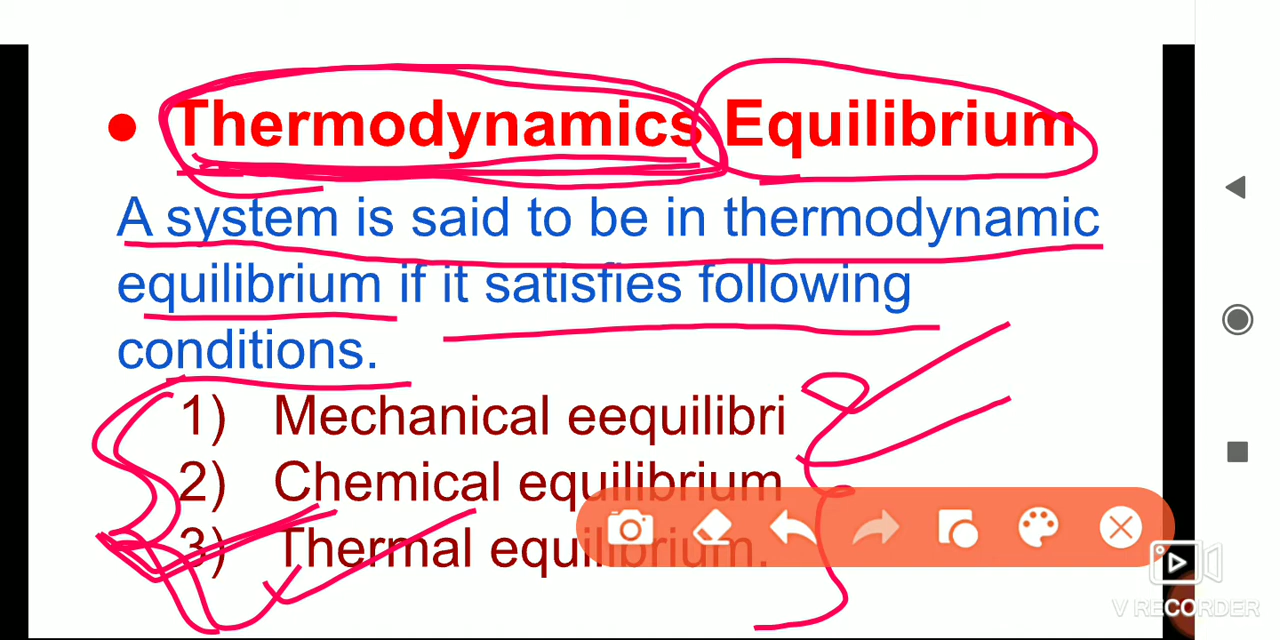 ● Thermodynamics Equilibrium
A system is said to be in thermodynamic
equilibrium if it satisfies following
conditions.
1) Mechanical eequilibri
2) Chemical equilibrium
3) Thermal equilibrium.
V RECORDER